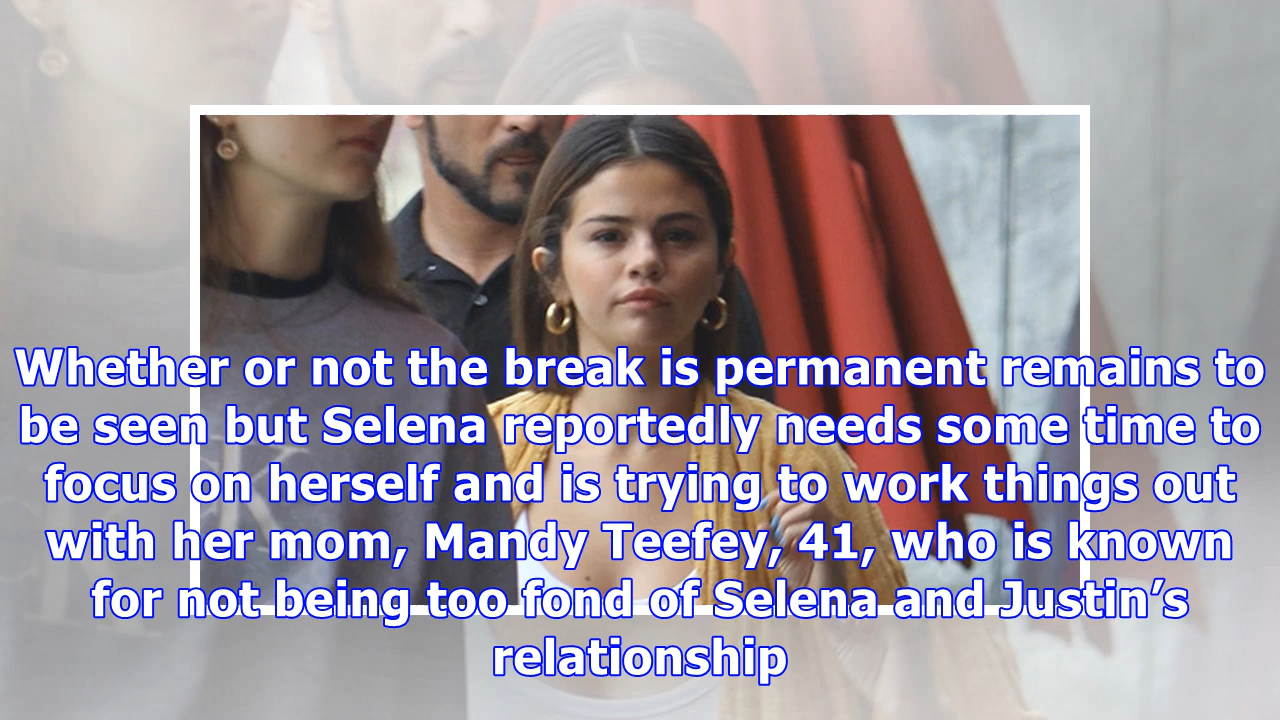 Whether or not the break is permanent remains to
be seen but Selena reportedly needs some time to
focus on herself and is trying to work things out
with her mom, Mandy Teefey, 41, who is known
for not being too fond of Selena and Justin’s
relationship